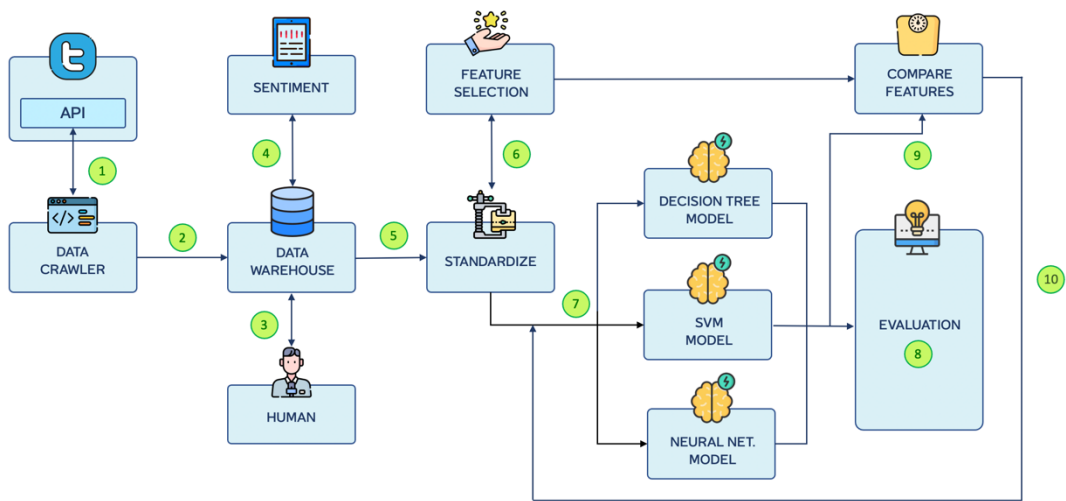 API
1
DATA
CRAWLER
2
SENTIMENT
4
DATA
WAREHOUSE
3
HUMAN
5
FEATURE
SELECTION
6
STANDARDIZE
7
DECISION TREE
MODEL
SVM
MODEL
NEURAL NET.
MODEL
COMPARE
FEATURES
9
EVALUATION
8
10